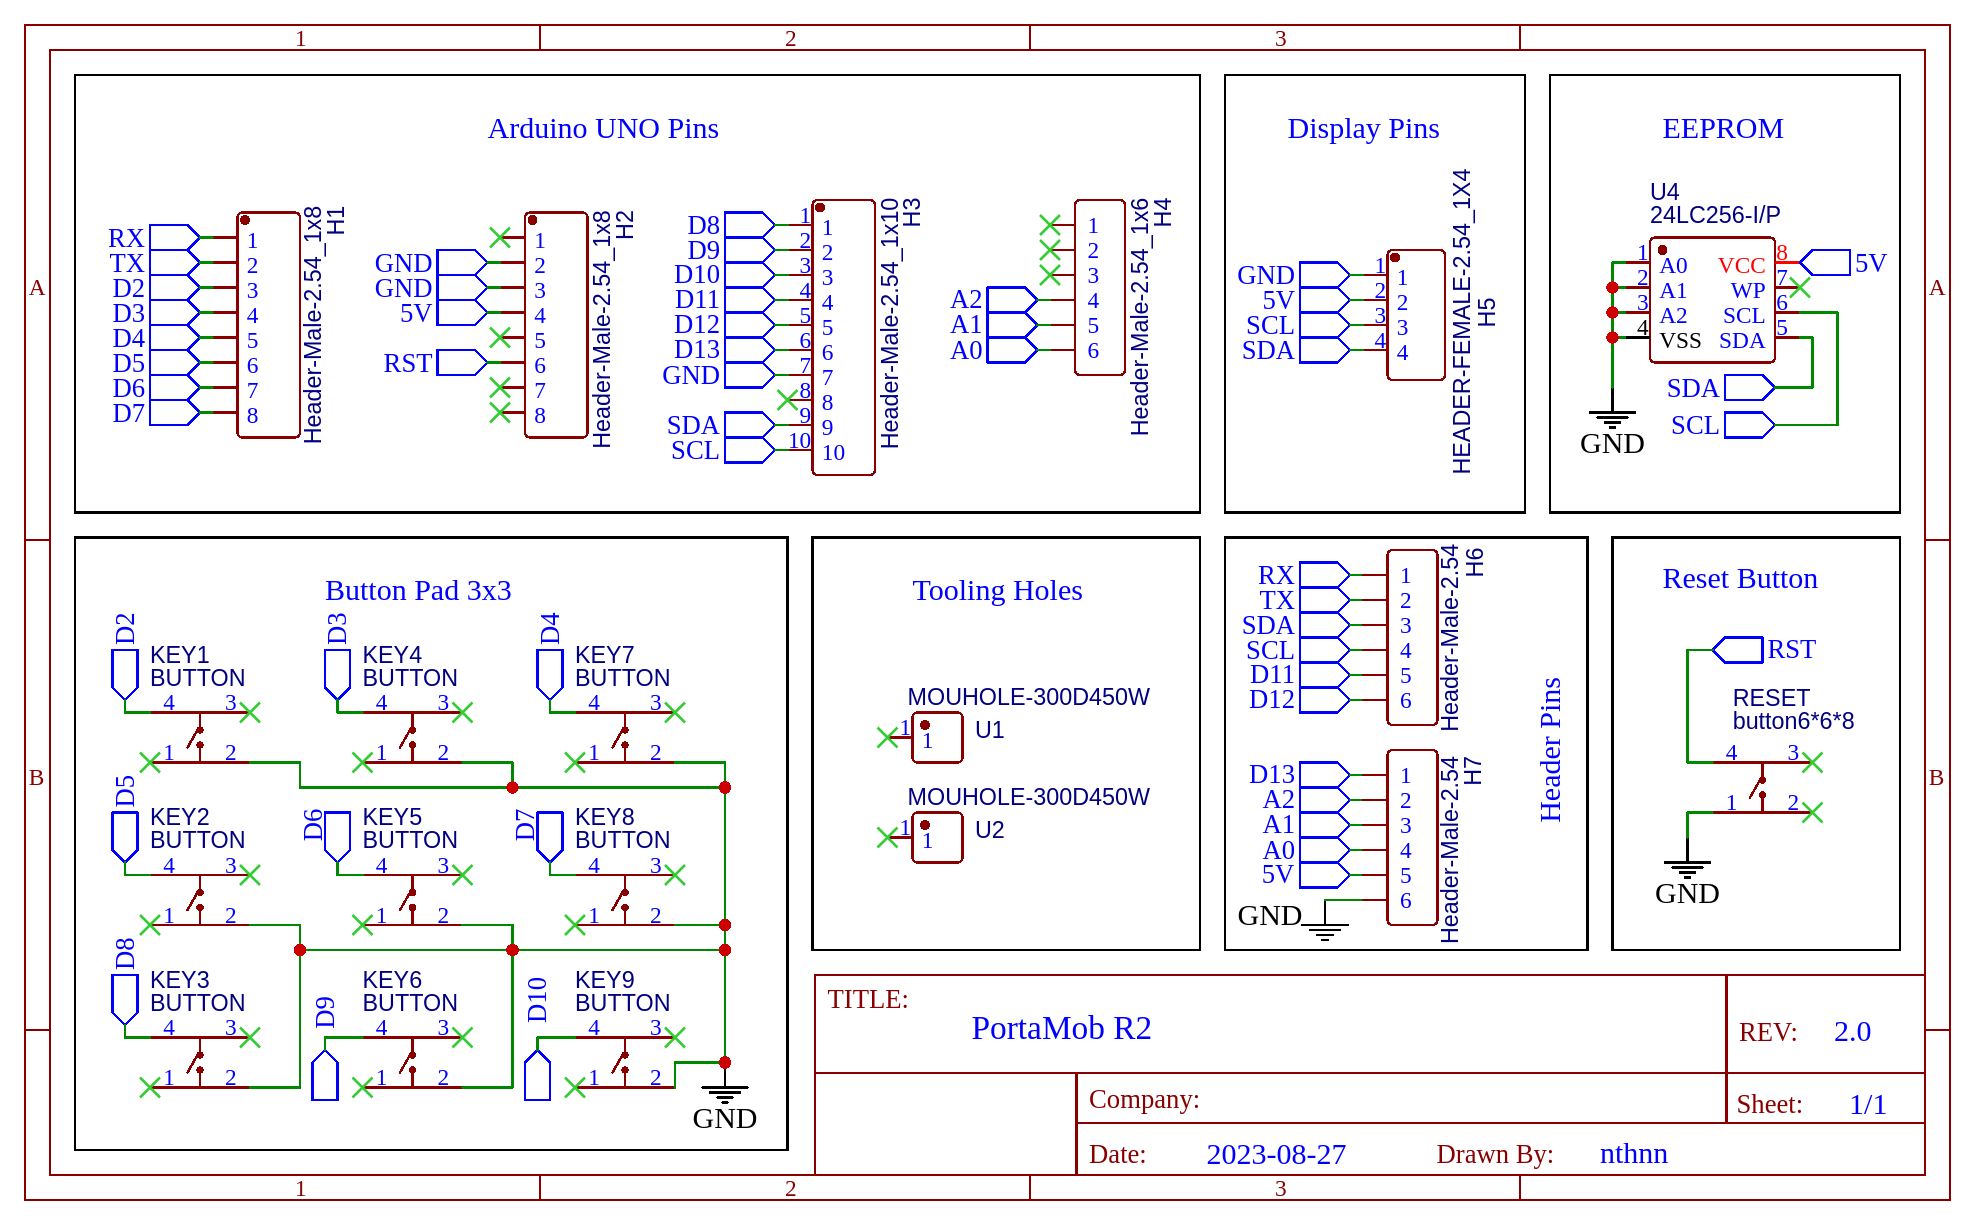 1 2 3
A A
B B
1 2 3
Arduino UNO Pins
RX
TX
D2
D3
D4
D5
D6
D7
1
2
3
4
5
6
7
8
Header-Male-2.54_1x8
H1
GND
GND
5V
RST
1
2
3
4
5
6
7
8
Header-Male-2.54_1x8
H2
D8
D9
D10
D11
D12
D13
GND
SDA
SCL
1 1
2 2
3 3
4 4
5 5
6 6
7 7
8 8
9 9
10 10
Header-Male-2.54_1x10
H3
A2
A1
A0
1
2
3
4
5
6
Header-Male-2.54_1x6
H4
Display Pins
GND
5V
SCL
SDA
1 1
2 2
3 3
4 4
HEADER-FEMALE-2.54_1X4
H5
EEPROM
U4
24LC256-I/P
1 A0 VCC 8 5V
2 A1 WP 7
3 A2 SCL 6
4 VSS SDA 5
SDA
SCL
GND
Button Pad 3x3
D2
KEY1
BUTTON
4 3
1 2
D3
KEY4
BUTTON
4 3
1 2
D4
KEY7
BUTTON
4 3
1 2
D5
KEY2
BUTTON
4 3
1 2
D6
KEY5
BUTTON
4 3
1 2
D7
KEY8
BUTTON
4 3
1 2
D8
KEY3
BUTTON
4 3
1 2
D9
KEY6
BUTTON
4 3
1 2
D10
KEY9
BUTTON
4 3
1 2
GND
Tooling Holes
MOUHOLE-300D450W
1 1 U1
MOUHOLE-300D450W
1 1 U2
RX
TX
SDA
SCL
D11
D12
1
2
3
4
5
6
Header-Male-2.54
H6
D13
A2
A1
A0
5V
GND
1
2
3
4
5
6
Header-Male-2.54
H7
Header Pins
Reset Button
RST
RESET
button6*6*8
4 3
1 2
GND
TITLE:
PortaMob R2
REV: 2.0
Company:
Sheet: 1/1
Date: 2023-08-27 Drawn By: nthnn